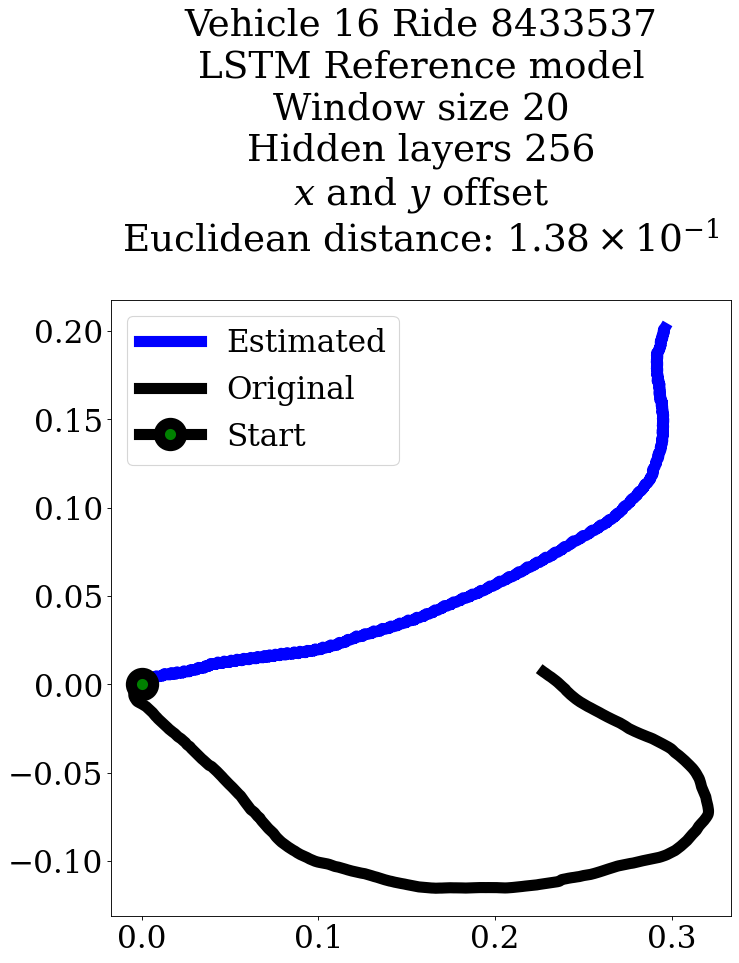 Vehicle 16 Ride 8433537
LSTM Reference model
Window size 20
Hidden layers 256
x and y offset
Euclidean distance: 1.38 × 10⁻¹
Estimated
Original
Start
0.20
0.15
0.10
0.05
0.00
−0.05
−0.10
0.0 0.1 0.2 0.3